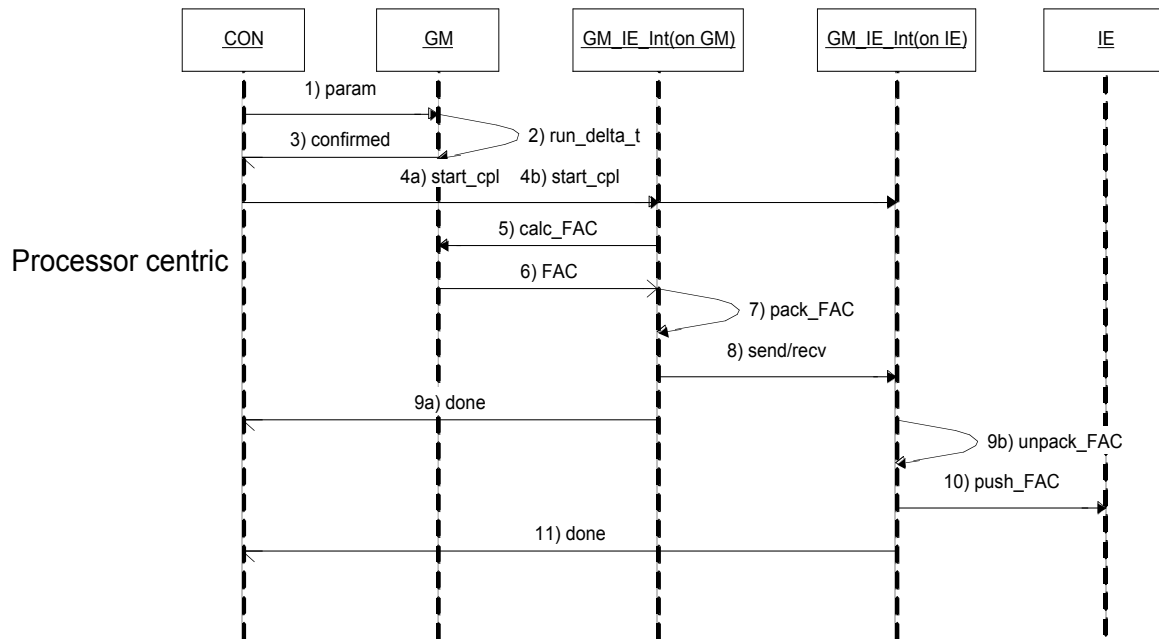 CON
GM
GM_IE_Int(on GM)
GM_IE_Int(on IE)
IE
1) param
2) run_delta_t
3) confirmed
4a) start_cpl
4b) start_cpl
5) calc_FAC
Processor centric
6) FAC
7) pack_FAC
8) send/recv
9a) done
9b) unpack_FAC
10) push_FAC
11) done